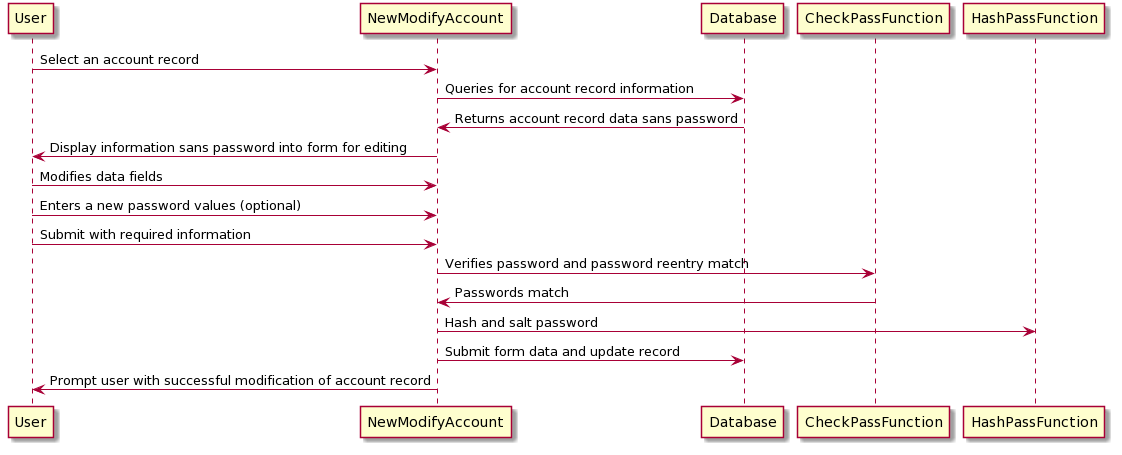 User NewModifyAccount Database CheckPassFunction HashPassFunction
Select an account record
Queries for account record information
Returns account record data sans password
Display information sans password into form for editing
Modifies data fields
Enters a new password values (optional)
Submit with required information
Verifies password and password reentry match
Passwords match
Hash and salt password
Submit form data and update record
Prompt user with successful modification of account record
User NewModifyAccount Database CheckPassFunction HashPassFunction